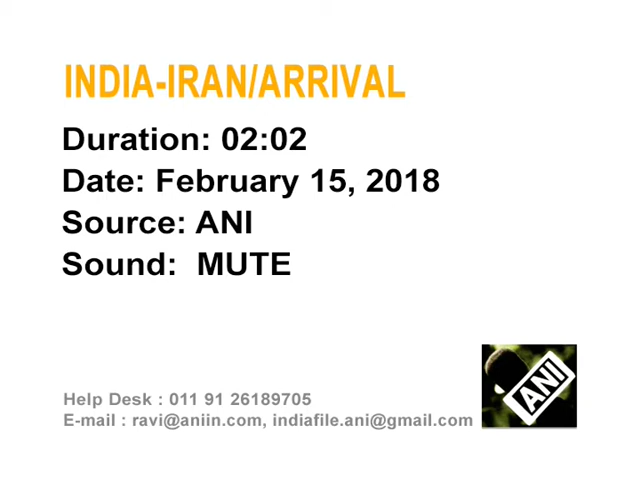 INDIA-IRAN/ARRIVAL
Duration: 02:02
Date: February 15, 2018
Source: ANI
Sound: MUTE
Help Desk : 011 91 26189705
E-mail : ravi@aniin.com, indiafile.ani@gmail.com
ANI